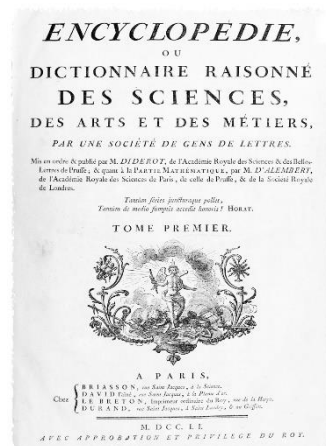 ENCYCLOPEDIE,
OU
DICTIONNAIRE RAISONNÉ
DES SCIENCES,
DES ARTS ET DES MÉTIERS,
PAR UNE SOCIÉTÉ DE GENS DE LETTRES.
Mis en ordre & publié par M. DIDEROT, de l'Académie Royale des Sciences & des Belles-
Lettres de Prusse; & quant à la PARTIE MATHÉMATIQUE, par M. D'ALEMBERT,
de l'Académie Royale des Sciences de Paris, de celle de Prusse, & de la Société Royale
de Londres.
Tantùm series juncturaque pollet,
Tantùm de medio sumptis accedit honoris! HORAT.
TOME PREMIER.
A PARIS,
Chez
BRIASSON, rue Saint Jacques, à la Science.
DAVID l'aîné, rue Saint Jacques, à la Plume d'or.
LE BRETON, Imprimeur ordinaire du Roy, rue de la Harpe.
DURAND, rue Saint Jacques, à Saint Landry, & au Griffon.
M. DCC. LI.
AVEC APPROBATION ET PRIVILEGE DU ROY.